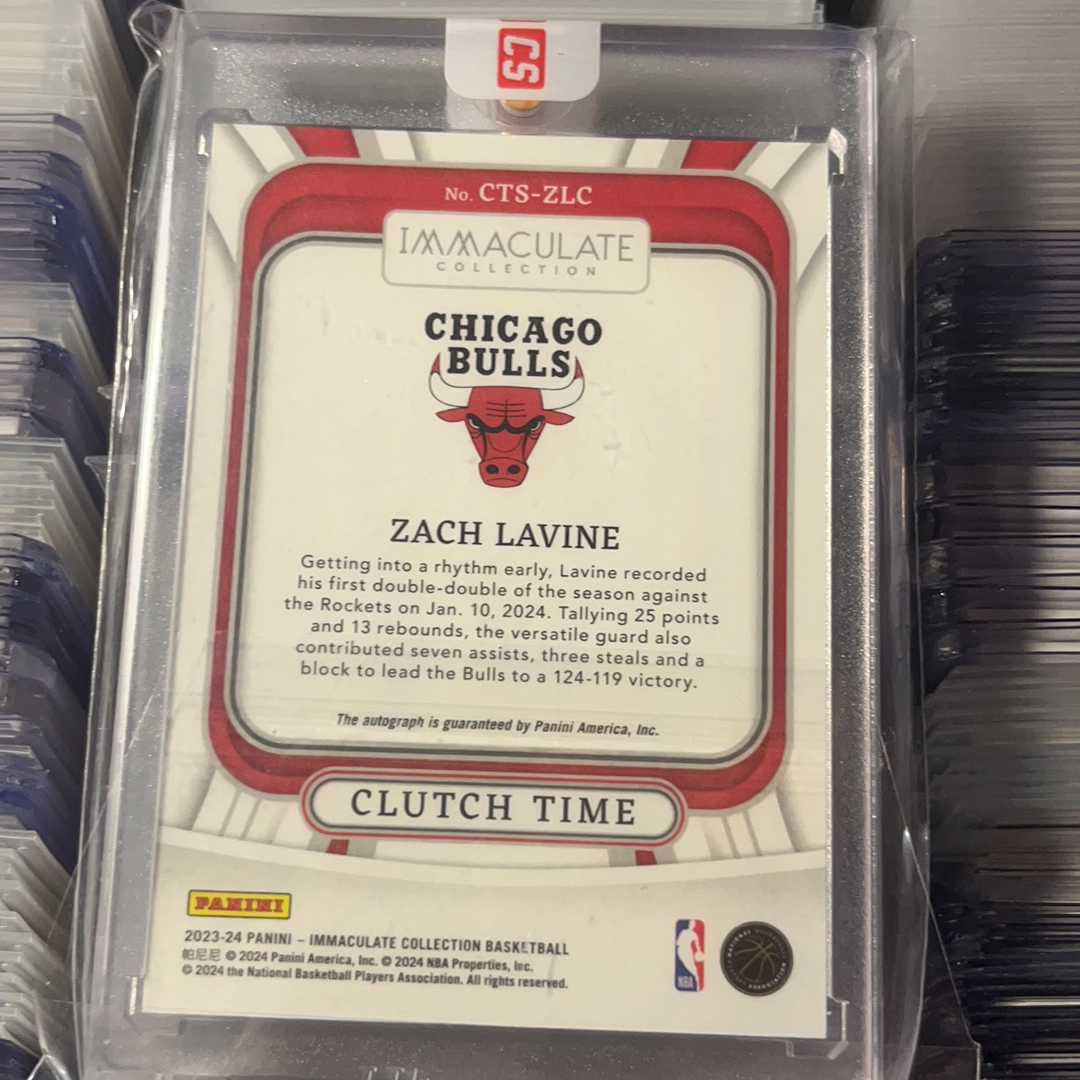 CS
No. CTS-ZLC
IMMACULATE
COLLECTION
CHICAGO
BULLS
ZACH LAVINE
Getting into a rhythm early, Lavine recorded
his first double-double of the season against
the Rockets on Jan. 10, 2024. Tallying 25 points
and 13 rebounds, the versatile guard also
contributed seven assists, three steals and a
block to lead the Bulls to a 124-119 victory.
The autograph is guaranteed by Panini America, Inc.
CLUTCH TIME
PANINI
2023-24 PANINI – IMMACULATE COLLECTION BASKETBALL
帕尼尼 © 2024 Panini America, Inc. © 2024 NBA Properties, Inc.
© 2024 the National Basketball Players Association. All rights reserved.
NBA
NATIONAL BASKETBALL
PLAYERS ASSOCIATION